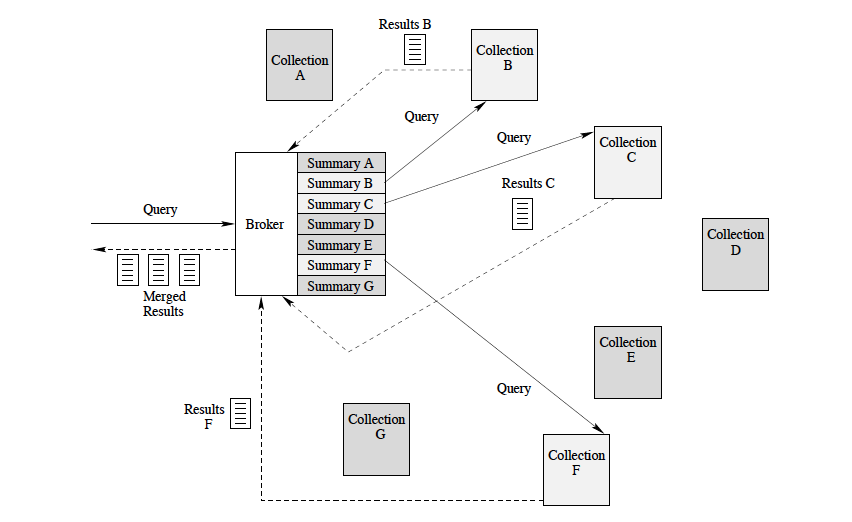 Results B
Collection
A
Collection
B
Query
Query
Collection
C
Summary A
Summary B
Summary C
Summary D
Summary E
Summary F
Summary G
Broker
Results C
Query
Collection
D
Merged
Results
Collection
E
Query
Results
F
Collection
G
Collection
F